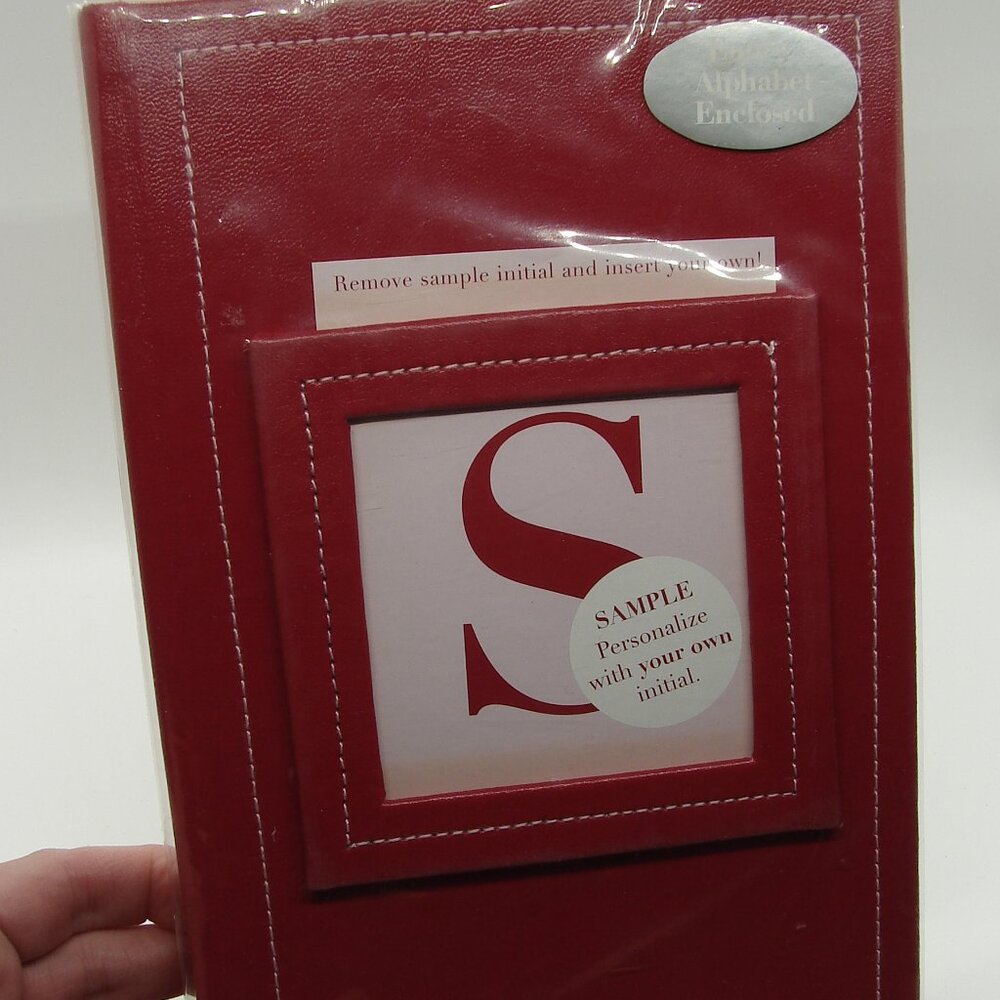 Alphabet
Enclosed
Remove sample initial and insert your own!
S
SAMPLE
Personalize
with your own
initial.